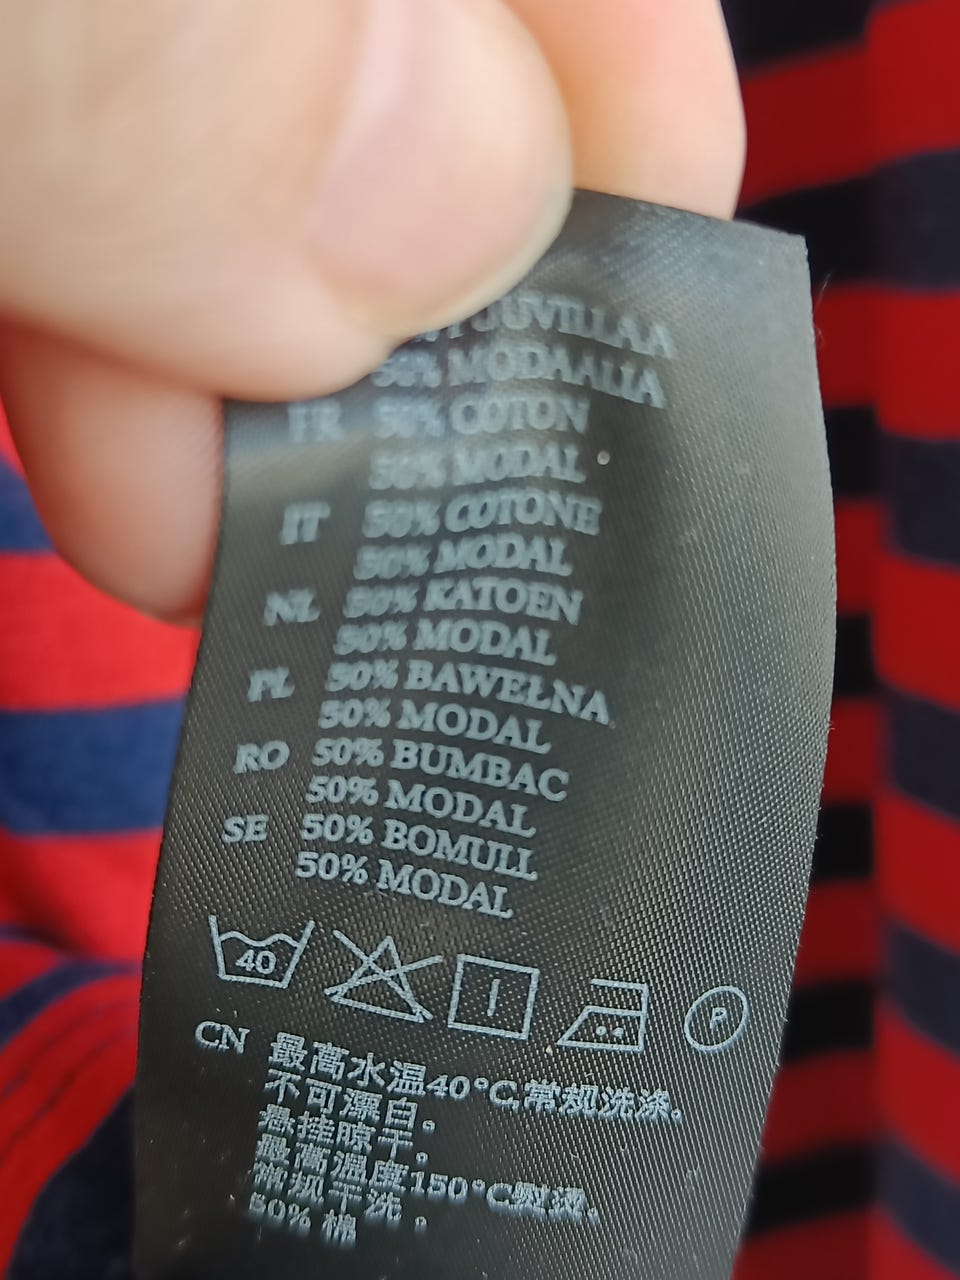 JUVILLAA
50% MODAALIA
FR 50% COTON
50% MODAL
IT 50% COTONE
50% MODAL
NL 50% KATOEN
50% MODAL
PL 50% BAWEŁNA
50% MODAL
RO 50% BUMBAC
50% MODAL
SE 50% BOMULL
50% MODAL
40 P
CN 最高水温40°C,常规洗涤。
不可漂白。
悬挂晾干。
最高温度150°C熨烫。
常规干洗。
50% 棉